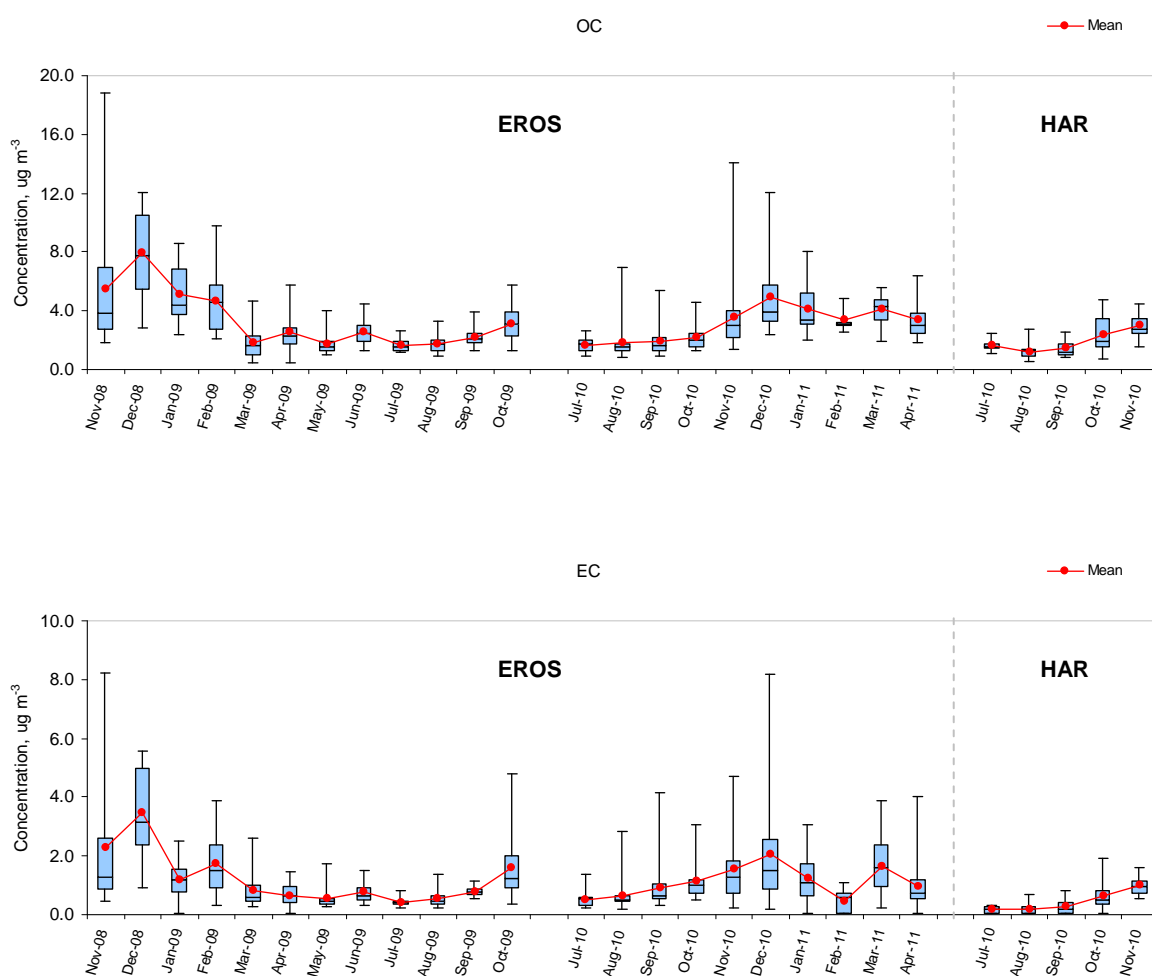 OC
Mean
EROS
HAR
Concentration, ug m-3
20.0
16.0
12.0
8.0
4.0
0.0
Nov-08
Dec-08
Jan-09
Feb-09
Mar-09
Apr-09
May-09
Jun-09
Jul-09
Aug-09
Sep-09
Oct-09
Jul-10
Aug-10
Sep-10
Oct-10
Nov-10
Dec-10
Jan-11
Feb-11
Mar-11
Apr-11
Jul-10
Aug-10
Sep-10
Oct-10
Nov-10
EC
Mean
EROS
HAR
Concentration, ug m-3
10.0
8.0
6.0
4.0
2.0
0.0
Nov-08
Dec-08
Jan-09
Feb-09
Mar-09
Apr-09
May-09
Jun-09
Jul-09
Aug-09
Sep-09
Oct-09
Jul-10
Aug-10
Sep-10
Oct-10
Nov-10
Dec-10
Jan-11
Feb-11
Mar-11
Apr-11
Jul-10
Aug-10
Sep-10
Oct-10
Nov-10